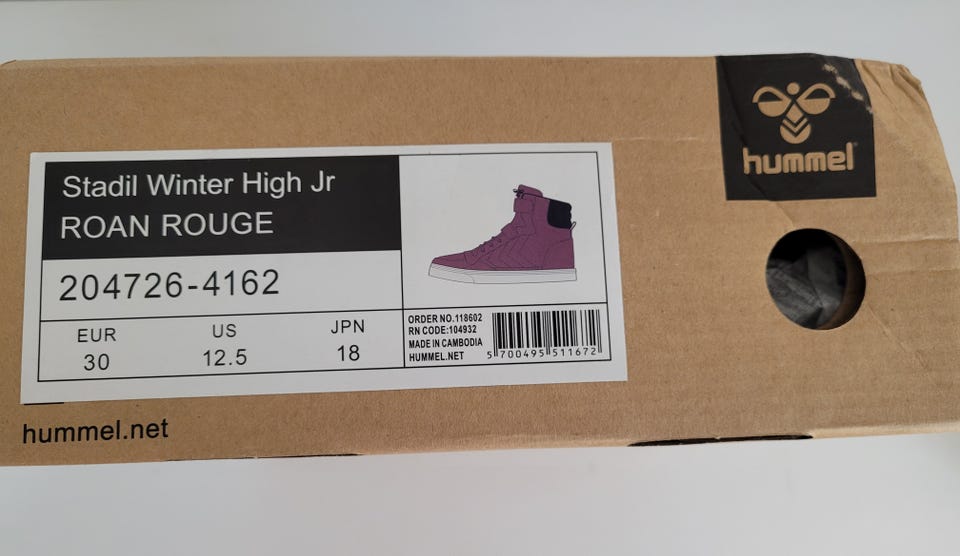 hummel
Stadil Winter High Jr
ROAN ROUGE
204726-4162
EUR US JPN
30 12.5 18
ORDER NO.118602
RN CODE:104932
MADE IN CAMBODIA
HUMMEL.NET
5 700495 511672
hummel.net